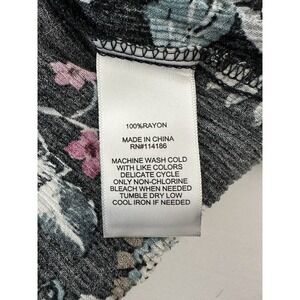 100%RAYON
MADE IN CHINA
RN#114186
MACHINE WASH COLD
WITH LIKE COLORS
DELICATE CYCLE
ONLY NON-CHLORINE
BLEACH WHEN NEEDED
TUMBLE DRY LOW
COOL IRON IF NEEDED